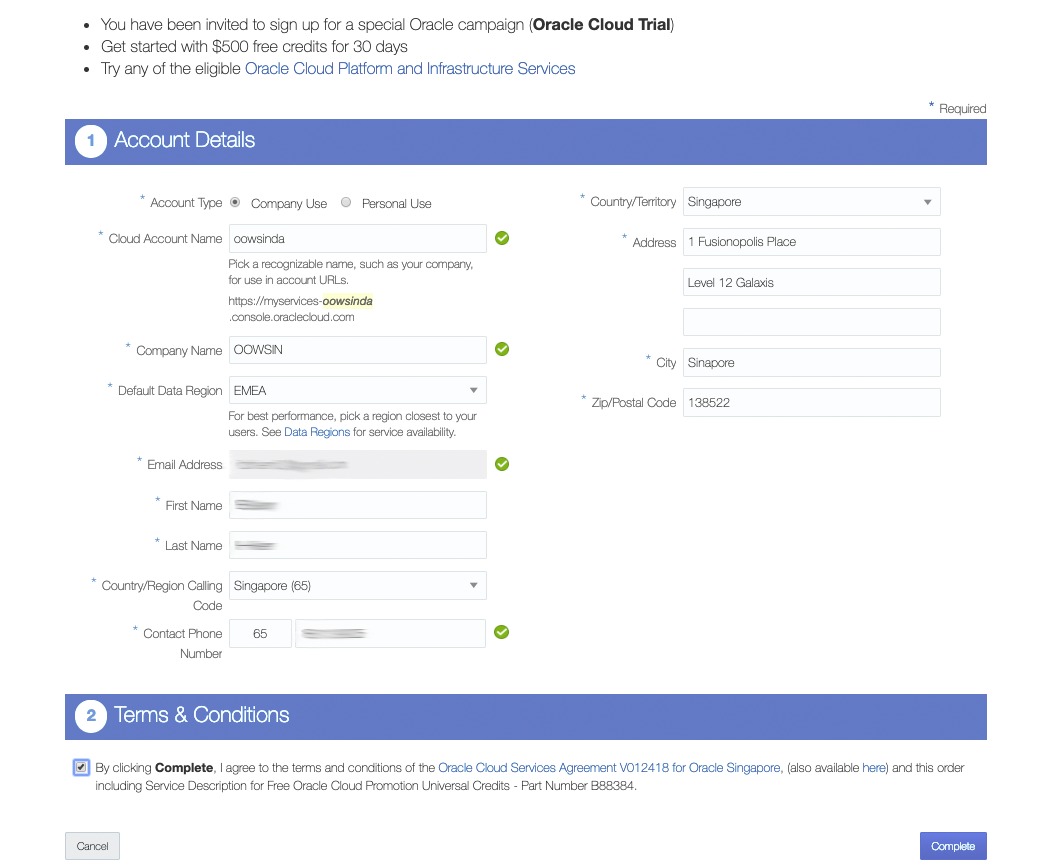 You have been invited to sign up for a special Oracle campaign (Oracle Cloud Trial)
Get started with $500 free credits for 30 days
Try any of the eligible Oracle Cloud Platform and Infrastructure Services
* Required
1 Account Details
* Account Type Company Use Personal Use
* Cloud Account Name oowsinda
Pick a recognizable name, such as your company,
for use in account URLs.
https://myservices-oowsinda
.console.oraclecloud.com
* Company Name OOWSIN
* Default Data Region EMEA
For best performance, pick a region closest to your
users. See Data Regions for service availability.
* Email Address
* First Name
* Last Name
* Country/Region Calling
Code
Singapore (65)
* Contact Phone
Number
65
* Country/Territory Singapore
* Address 1 Fusionopolis Place
Level 12 Galaxis
* City Sinapore
* Zip/Postal Code 138522
2 Terms & Conditions
By clicking Complete, I agree to the terms and conditions of the Oracle Cloud Services Agreement V012418 for Oracle Singapore, (also available here) and this order
including Service Description for Free Oracle Cloud Promotion Universal Credits - Part Number B88384.
Cancel
Complete